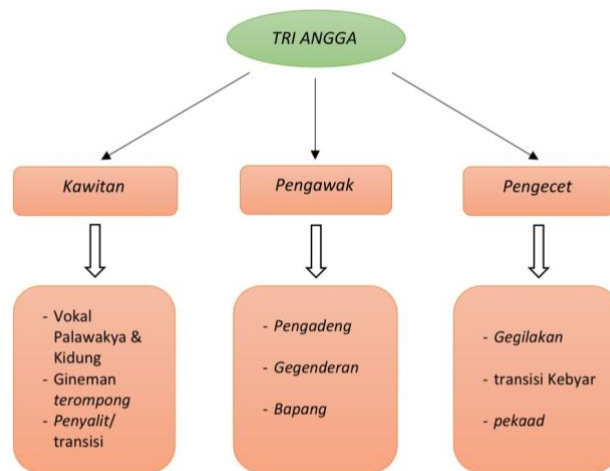 TRI ANGGA
Kawitan
Pengawak
Pengecet
- Vokal
Palawakya &
Kidung
- Gineman
terompong
- Penyalit/
transisi
- Pengadeng
- Gegenderan
- Bapang
- Gegilakan
- transisi Kebyar
- pekaad